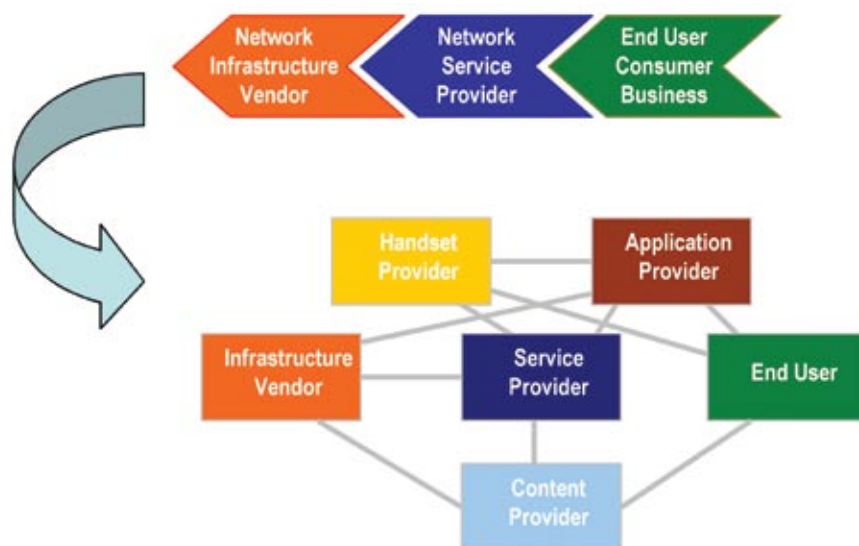 Network
Infrastructure
Vendor
Network
Service
Provider
End User
Consumer
Business
Handset
Provider
Application
Provider
Infrastructure
Vendor
Service
Provider
End User
Content
Provider